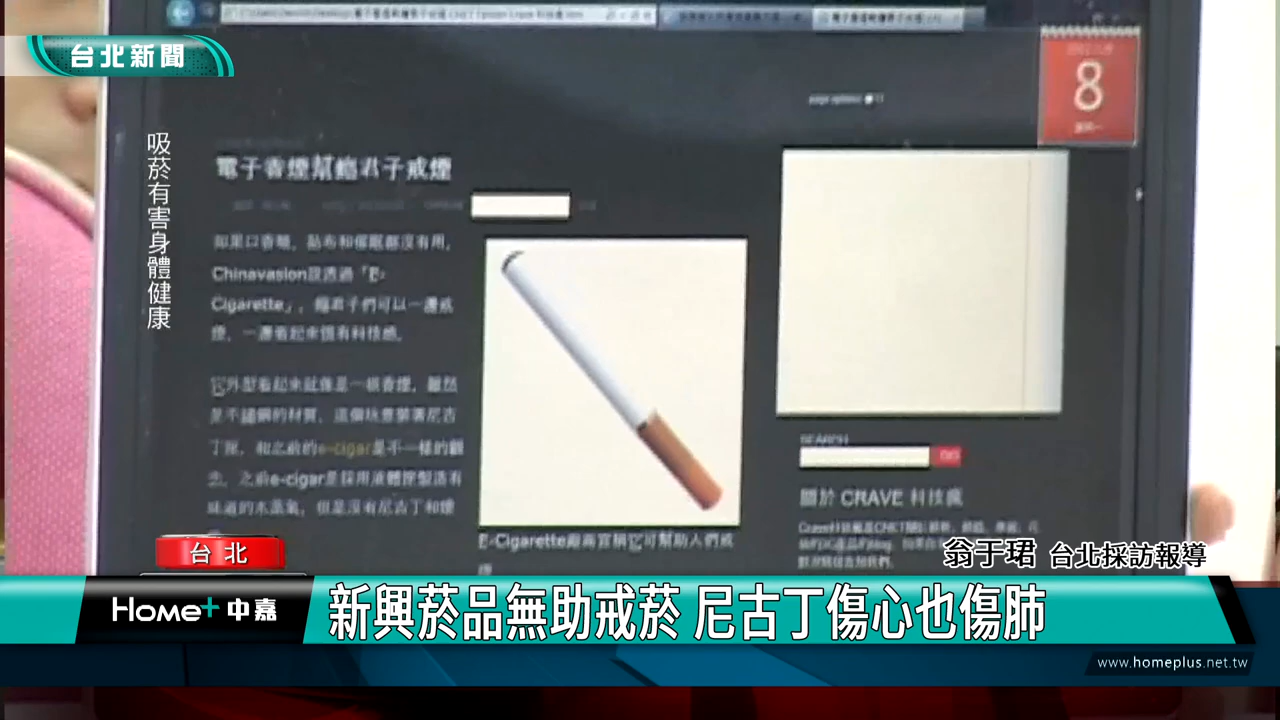 台北新聞
吸菸有害身體健康
8
電子香煙幫癮君子戒煙
如果口香糖、貼布和催眠都沒有用，
Chinavasion說透過「E-
Cigarette」，癮君子們可以一邊戒
煙，一邊看起來很有科技感。
它外型看起來就像是一根香煙，雖然
是不鏽鋼的材質，這個玩意裝著尼古
丁液，和之前的e-cigar是不一樣的觀
念，之前e-cigar是採用液體控製造有
味道的水蒸氣，但是沒有尼古丁和煙
E-Cigarette廠商宣稱它可幫助人們戒
煙
SEARCH
GO
關於 CRAVE 科技瘋
翁于珺 台北採訪報導
台北
Home+中嘉
新興菸品無助戒菸 尼古丁傷心也傷肺
www.homeplus.net.tw